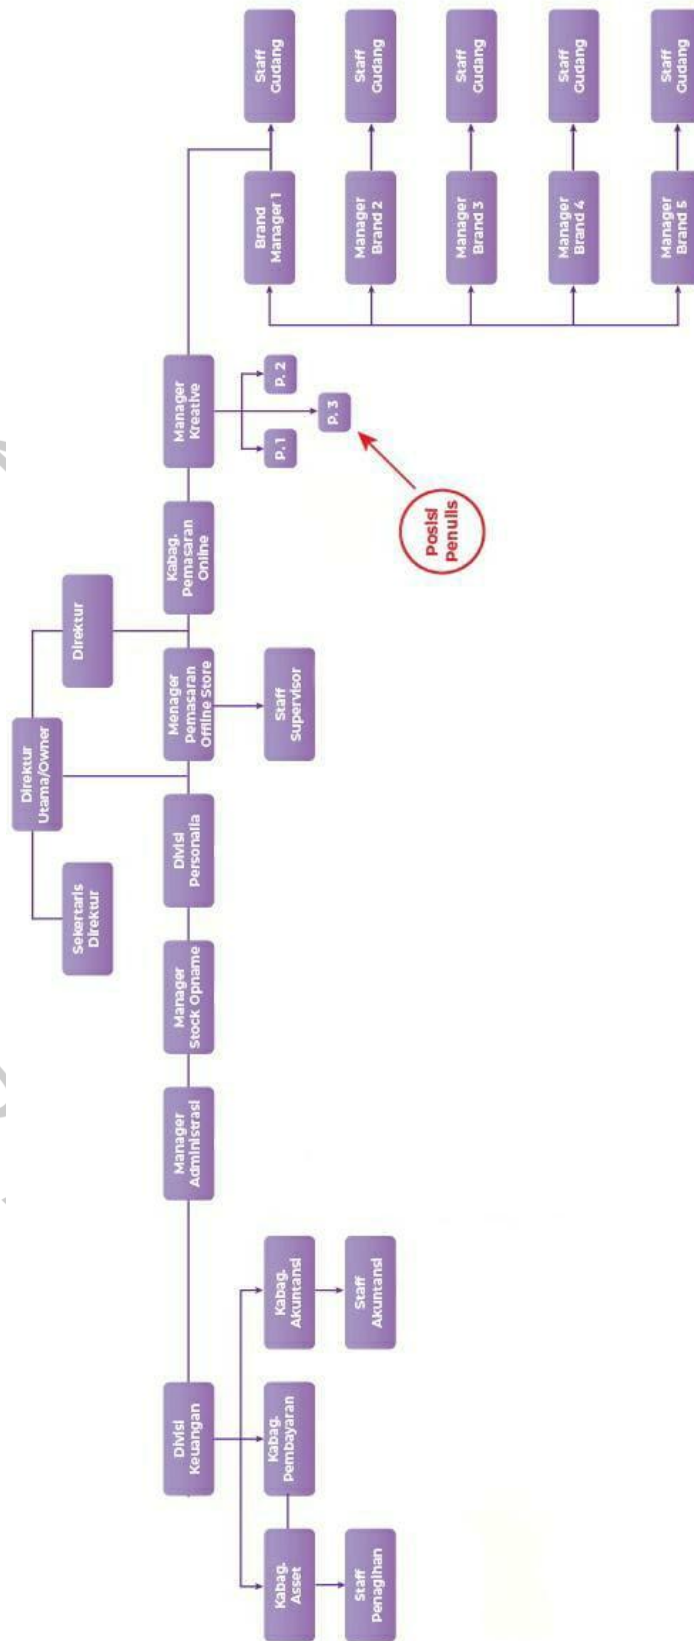 Direktur
Utama/Owner
Sekertaris
Direktur
Direktur
Divisi
Keuangan
Manager
Administrasi
Manager
Stock Opname
Divisi
Personalia
Menager
Pemasaran
Offline Store
Kabag.
Pemasaran
Online
Manager
Kreative
Kabag.
Asset
Kabag.
Pembayaran
Kabag.
Akuntansi
Staff
Penagihan
Staff
Akuntansi
Staff
Supervisor
P. 1
P. 2
P. 3
Posisi
Penulis
Brand
Manager 1
Staff
Gudang
Manager
Brand 2
Staff
Gudang
Manager
Brand 3
Staff
Gudang
Manager
Brand 4
Staff
Gudang
Manager
Brand 5
Staff
Gudang